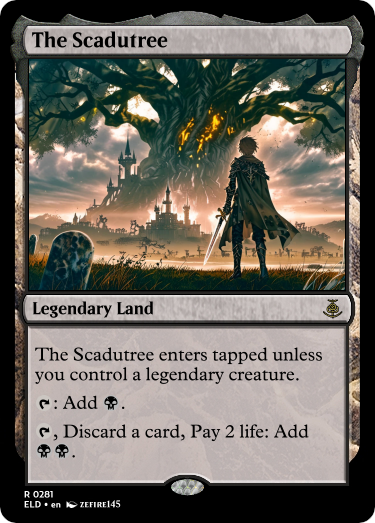 The Scadutree
Legendary Land
The Scadutree enters tapped unless
you control a legendary creature.
: Add .
, Discard a card, Pay 2 life: Add
.
R 0281
ELD • en ZEFIRE145